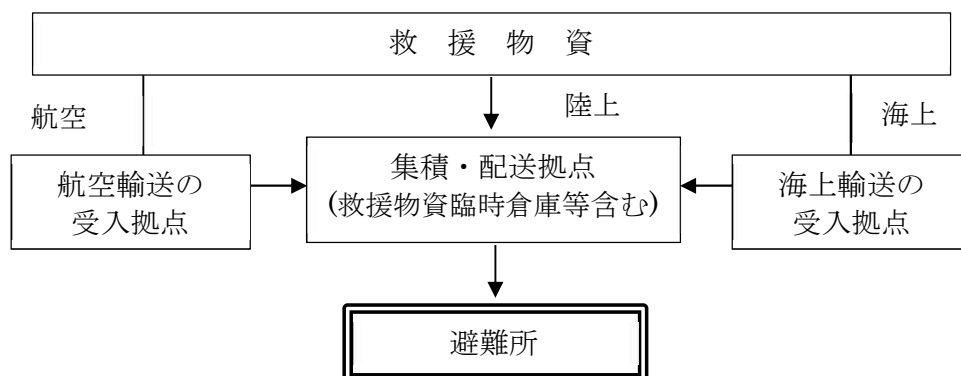 救 援 物 資
航空
陸上
海上
航空輸送の
受入拠点
集積・配送拠点
(救援物資臨時倉庫等含む)
海上輸送の
受入拠点
避難所